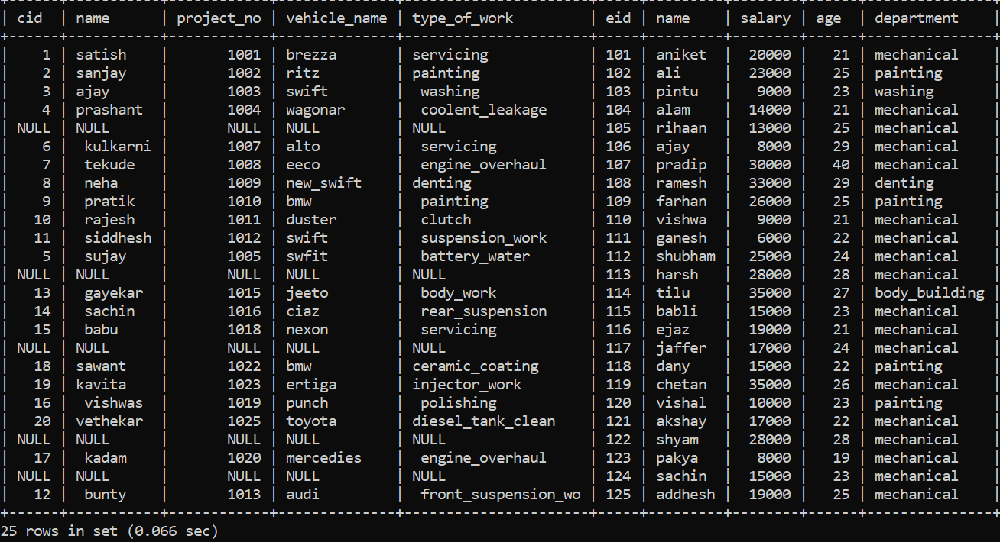 | cid  | name      | project_no | vehicle_name | type_of_work         | eid | name    | salary | age  | department    |
+------+-----------+------------+--------------+----------------------+-----+---------+--------+------+---------------+
|    1 | satish    |       1001 | brezza       | servicing            | 101 | aniket  |  20000 |   21 | mechanical    |
|    2 | sanjay    |       1002 | ritz         | painting             | 102 | ali     |  23000 |   25 | painting      |
|    3 | ajay      |       1003 | swift        |  washing             | 103 | pintu   |   9000 |   23 | washing       |
|    4 | prashant  |       1004 | wagonar      |  coolent_leakage     | 104 | alam    |  14000 |   21 | mechanical    |
| NULL | NULL      |       NULL | NULL         | NULL                 | 105 | rihaan  |  13000 |   25 | mechanical    |
|    6 |  kulkarni |       1007 | alto         |  servicing           | 106 | ajay    |   8000 |   29 | mechanical    |
|    7 |  tekude   |       1008 | eeco         |  engine_overhaul     | 107 | pradip  |  30000 |   40 | mechanical    |
|    8 |  neha     |       1009 | new_swift    | denting              | 108 | ramesh  |  33000 |   29 | denting       |
|    9 |  pratik   |       1010 | bmw          |  painting            | 109 | farhan  |  26000 |   25 | painting      |
|   10 |  rajesh   |       1011 | duster       |  clutch              | 110 | vishwa  |   9000 |   21 | mechanical    |
|   11 |  siddhesh |       1012 | swift        |  suspension_work     | 111 | ganesh  |   6000 |   22 | mechanical    |
|    5 |  sujay    |       1005 | swfit        |  battery_water       | 112 | shubham |  25000 |   24 | mechanical    |
| NULL | NULL      |       NULL | NULL         | NULL                 | 113 | harsh   |  28000 |   28 | mechanical    |
|   13 |  gayekar  |       1015 | jeeto        |  body_work           | 114 | tilu    |  35000 |   27 | body_building |
|   14 |  sachin   |       1016 | ciaz         |  rear_suspension     | 115 | babli   |  15000 |   23 | mechanical    |
|   15 |  babu     |       1018 | nexon        |  servicing           | 116 | ejaz    |  19000 |   21 | mechanical    |
| NULL | NULL      |       NULL | NULL         | NULL                 | 117 | jaffer  |  17000 |   24 | mechanical    |
|   18 | sawant    |       1022 | bmw          | ceramic_coating      | 118 | dany    |  15000 |   22 | painting      |
|   19 | kavita    |       1023 | ertiga       | injector_work        | 119 | chetan  |  35000 |   26 | mechanical    |
|   16 |  vishwas  |       1019 | punch        |  polishing           | 120 | vishal  |  10000 |   23 | painting      |
|   20 | vethekar  |       1025 | toyota       | diesel_tank_clean    | 121 | akshay  |  17000 |   22 | mechanical    |
| NULL | NULL      |       NULL | NULL         | NULL                 | 122 | shyam   |  28000 |   28 | mechanical    |
|   17 |  kadam    |       1020 | mercedies    |  engine_overhaul     | 123 | pakya   |   8000 |   19 | mechanical    |
| NULL | NULL      |       NULL | NULL         | NULL                 | 124 | sachin  |  15000 |   23 | mechanical    |
|   12 |  bunty    |       1013 | audi         |  front_suspension_wo | 125 | addhesh |  19000 |   25 | mechanical    |
+------+-----------+------------+--------------+----------------------+-----+---------+--------+------+---------------+
25 rows in set (0.066 sec)